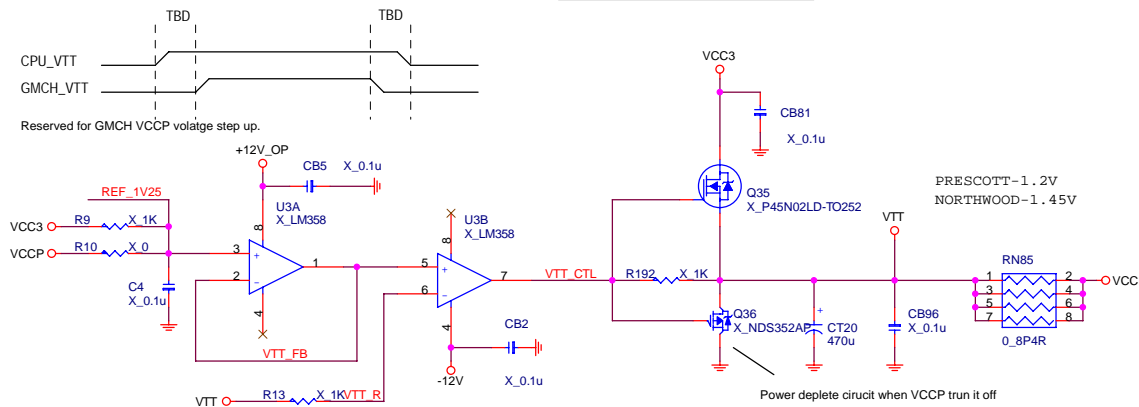 TBD TBD
CPU_VTT
GMCH_VTT
Reserved for GMCH VCCP volatge step up.
VCC3
CB81
X_0.1u
+12V_OP
CB5 X_0.1u
REF_1V25
U3A
X_LM358
VCC3 R9 X_1K
VCCP R10 X_0
8
3 +
2 -
1
4
C4
X_0.1u
VTT_FB
U3B
X_LM358
8
5 +
6 -
7
4
VTT_CTL
CB2
X_0.1u
-12V
VTT R13 X_1K VTT_R
Q35
X_P45N02LD-TO252
R192 X_1K
Q36
X_NDS352AP
+
CT20
470u
PRESCOTT-1.2V
NORTHWOOD-1.45V
VTT
CB96
X_0.1u
RN85
1 2
3 4
5 6
7 8
0_8P4R
VCC
Power deplete cirucit when VCCP trun it off